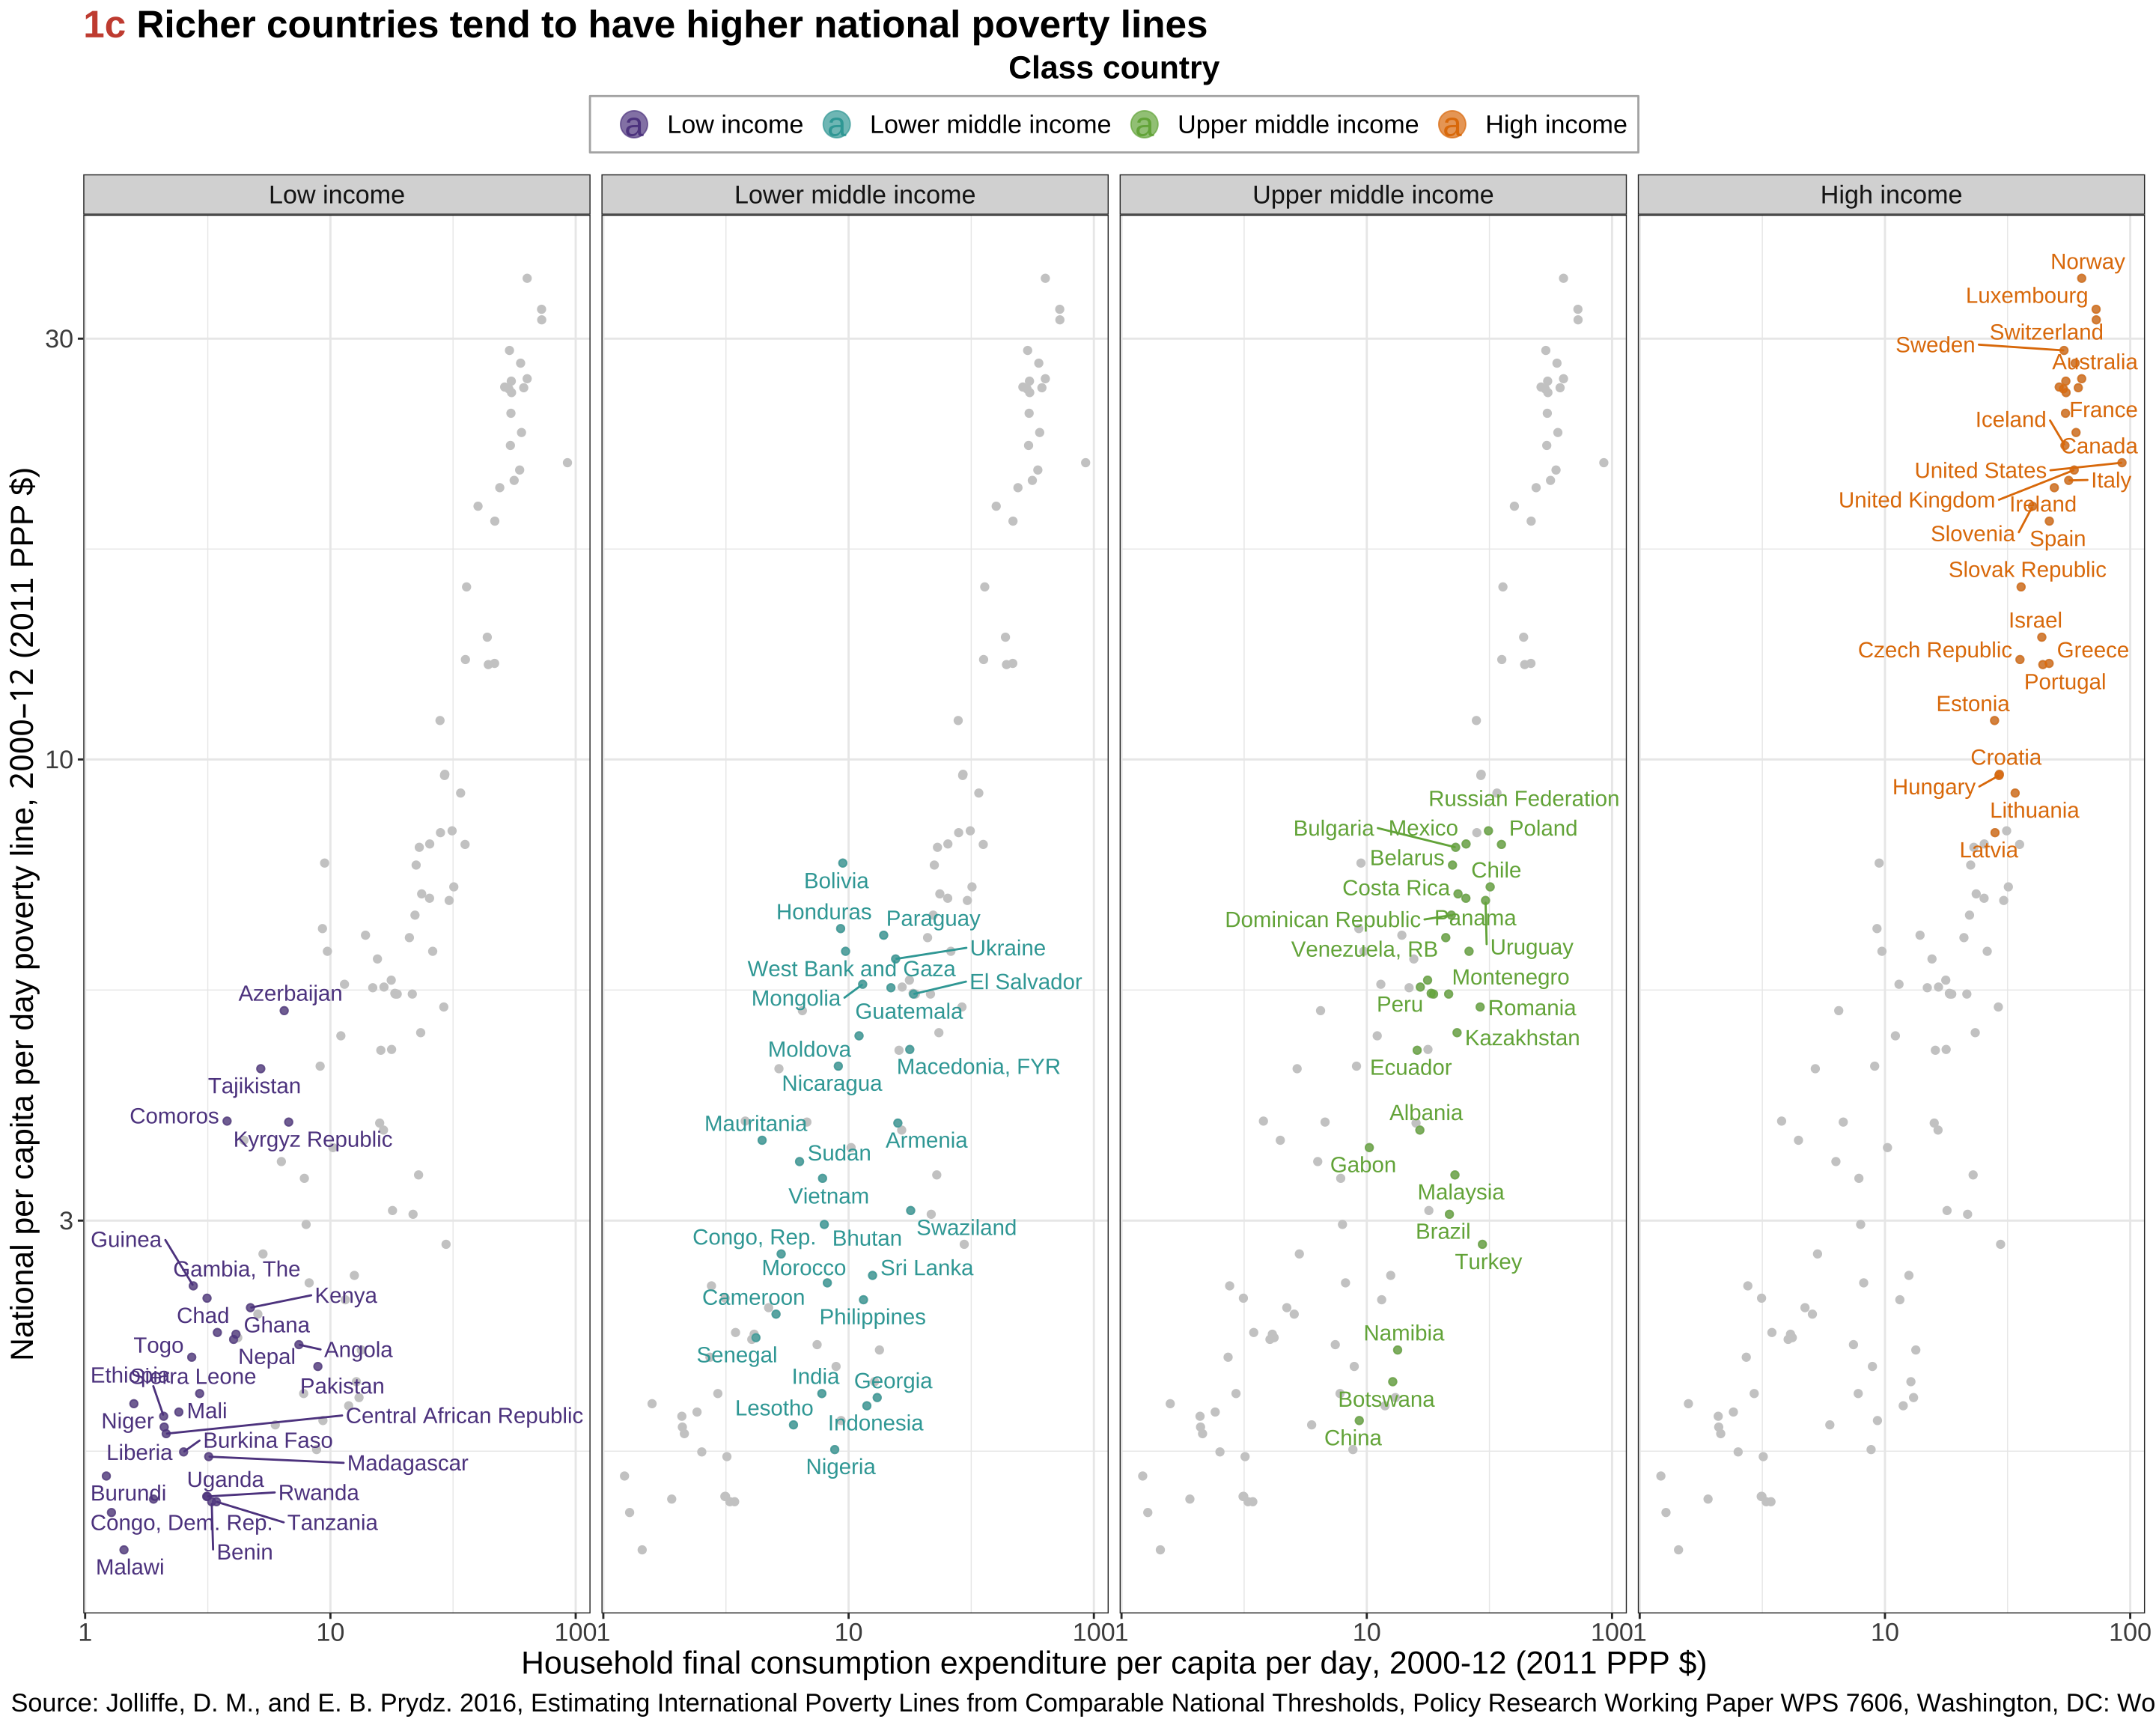 1c Richer countries tend to have higher national poverty lines
Class country
a Low income a Lower middle income a Upper middle income a High income
Low income Lower middle income Upper middle income High income
National per capita per day poverty line, 2000–12 (2011 PPP $)
30
10
3
Azerbaijan
Tajikistan
Comoros
Kyrgyz Republic
Guinea
Gambia, The
Kenya
Chad
Ghana
Togo
Nepal
Angola
Ethiopia
Sierra Leone
Pakistan
Mali
Niger
Central African Republic
Burkina Faso
Liberia
Madagascar
Uganda
Burundi
Rwanda
Congo, Dem. Rep.
Tanzania
Benin
Malawi
Bolivia
Honduras
Paraguay
Ukraine
West Bank and Gaza
El Salvador
Mongolia
Guatemala
Moldova
Macedonia, FYR
Nicaragua
Mauritania
Armenia
Sudan
Vietnam
Swaziland
Congo, Rep.
Bhutan
Morocco
Sri Lanka
Cameroon
Philippines
Senegal
India
Georgia
Lesotho
Indonesia
Nigeria
Russian Federation
Bulgaria
Mexico
Poland
Belarus
Chile
Costa Rica
Dominican Republic
Panama
Venezuela, RB
Uruguay
Montenegro
Peru
Romania
Kazakhstan
Ecuador
Albania
Gabon
Malaysia
Brazil
Turkey
Namibia
Botswana
China
Norway
Luxembourg
Switzerland
Sweden
Australia
France
Iceland
Canada
United States
Italy
United Kingdom
Ireland
Slovenia
Spain
Slovak Republic
Israel
Czech Republic
Greece
Portugal
Estonia
Croatia
Hungary
Lithuania
Latvia
1 10 100 1 10 100 1 10 100 1 10 100
Household final consumption expenditure per capita per day, 2000-12 (2011 PPP $)
Source: Jolliffe, D. M., and E. B. Prydz. 2016, Estimating International Poverty Lines from Comparable National Thresholds, Policy Research Working Paper WPS 7606, Washington, DC: Wo